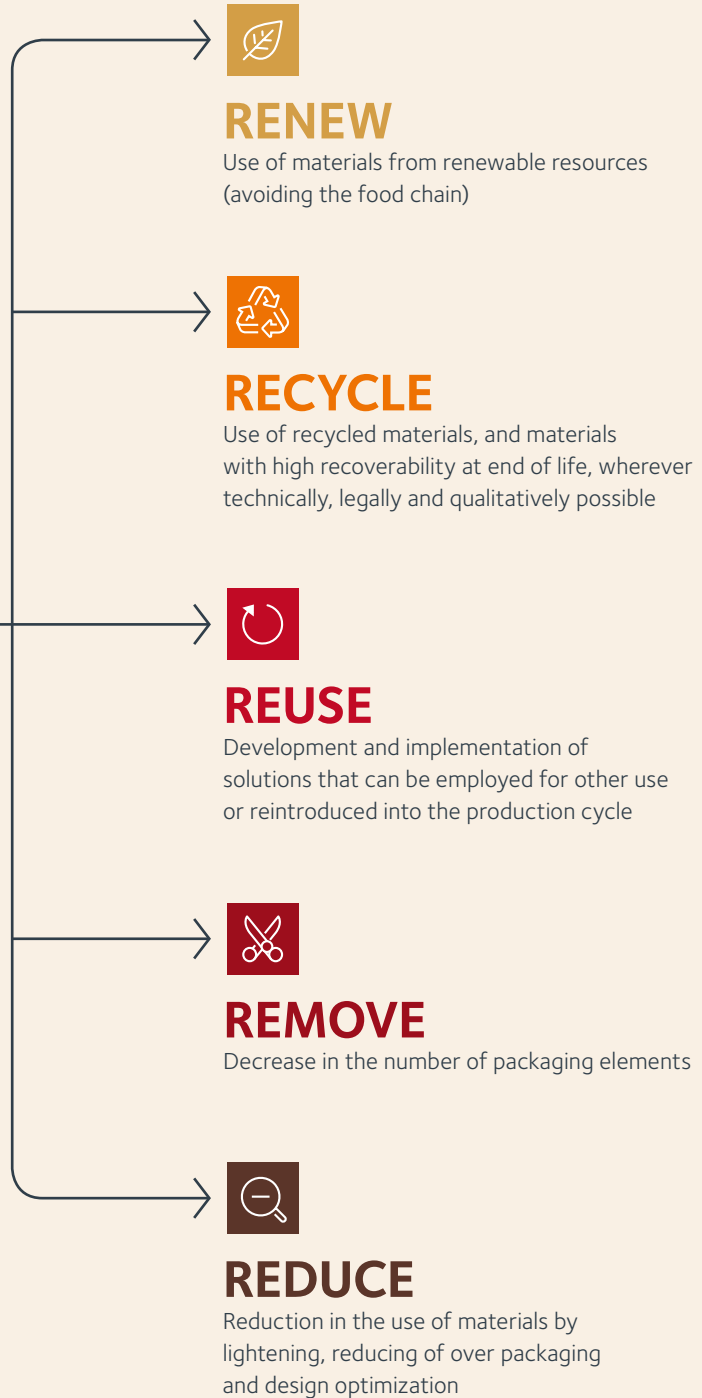 RENEW
Use of materials from renewable resources
(avoiding the food chain)
RECYCLE
Use of recycled materials, and materials
with high recoverability at end of life, wherever
technically, legally and qualitatively possible
REUSE
Development and implementation of
solutions that can be employed for other use
or reintroduced into the production cycle
REMOVE
Decrease in the number of packaging elements
REDUCE
Reduction in the use of materials by
lightening, reducing of over packaging
and design optimization